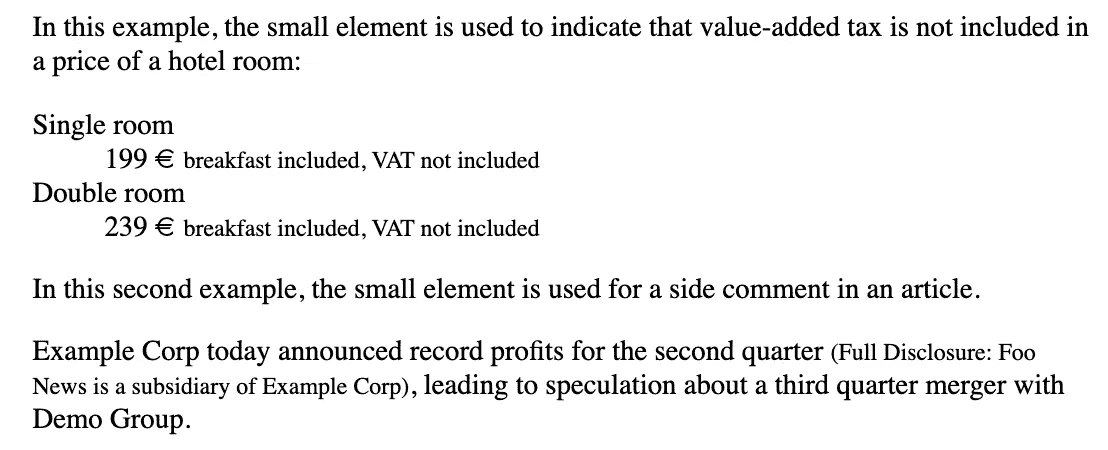 In this example, the small element is used to indicate that value-added tax is not included in
a price of a hotel room:
Single room
199 € breakfast included, VAT not included
Double room
239 € breakfast included, VAT not included
In this second example, the small element is used for a side comment in an article.
Example Corp today announced record profits for the second quarter (Full Disclosure: Foo
News is a subsidiary of Example Corp), leading to speculation about a third quarter merger with
Demo Group.